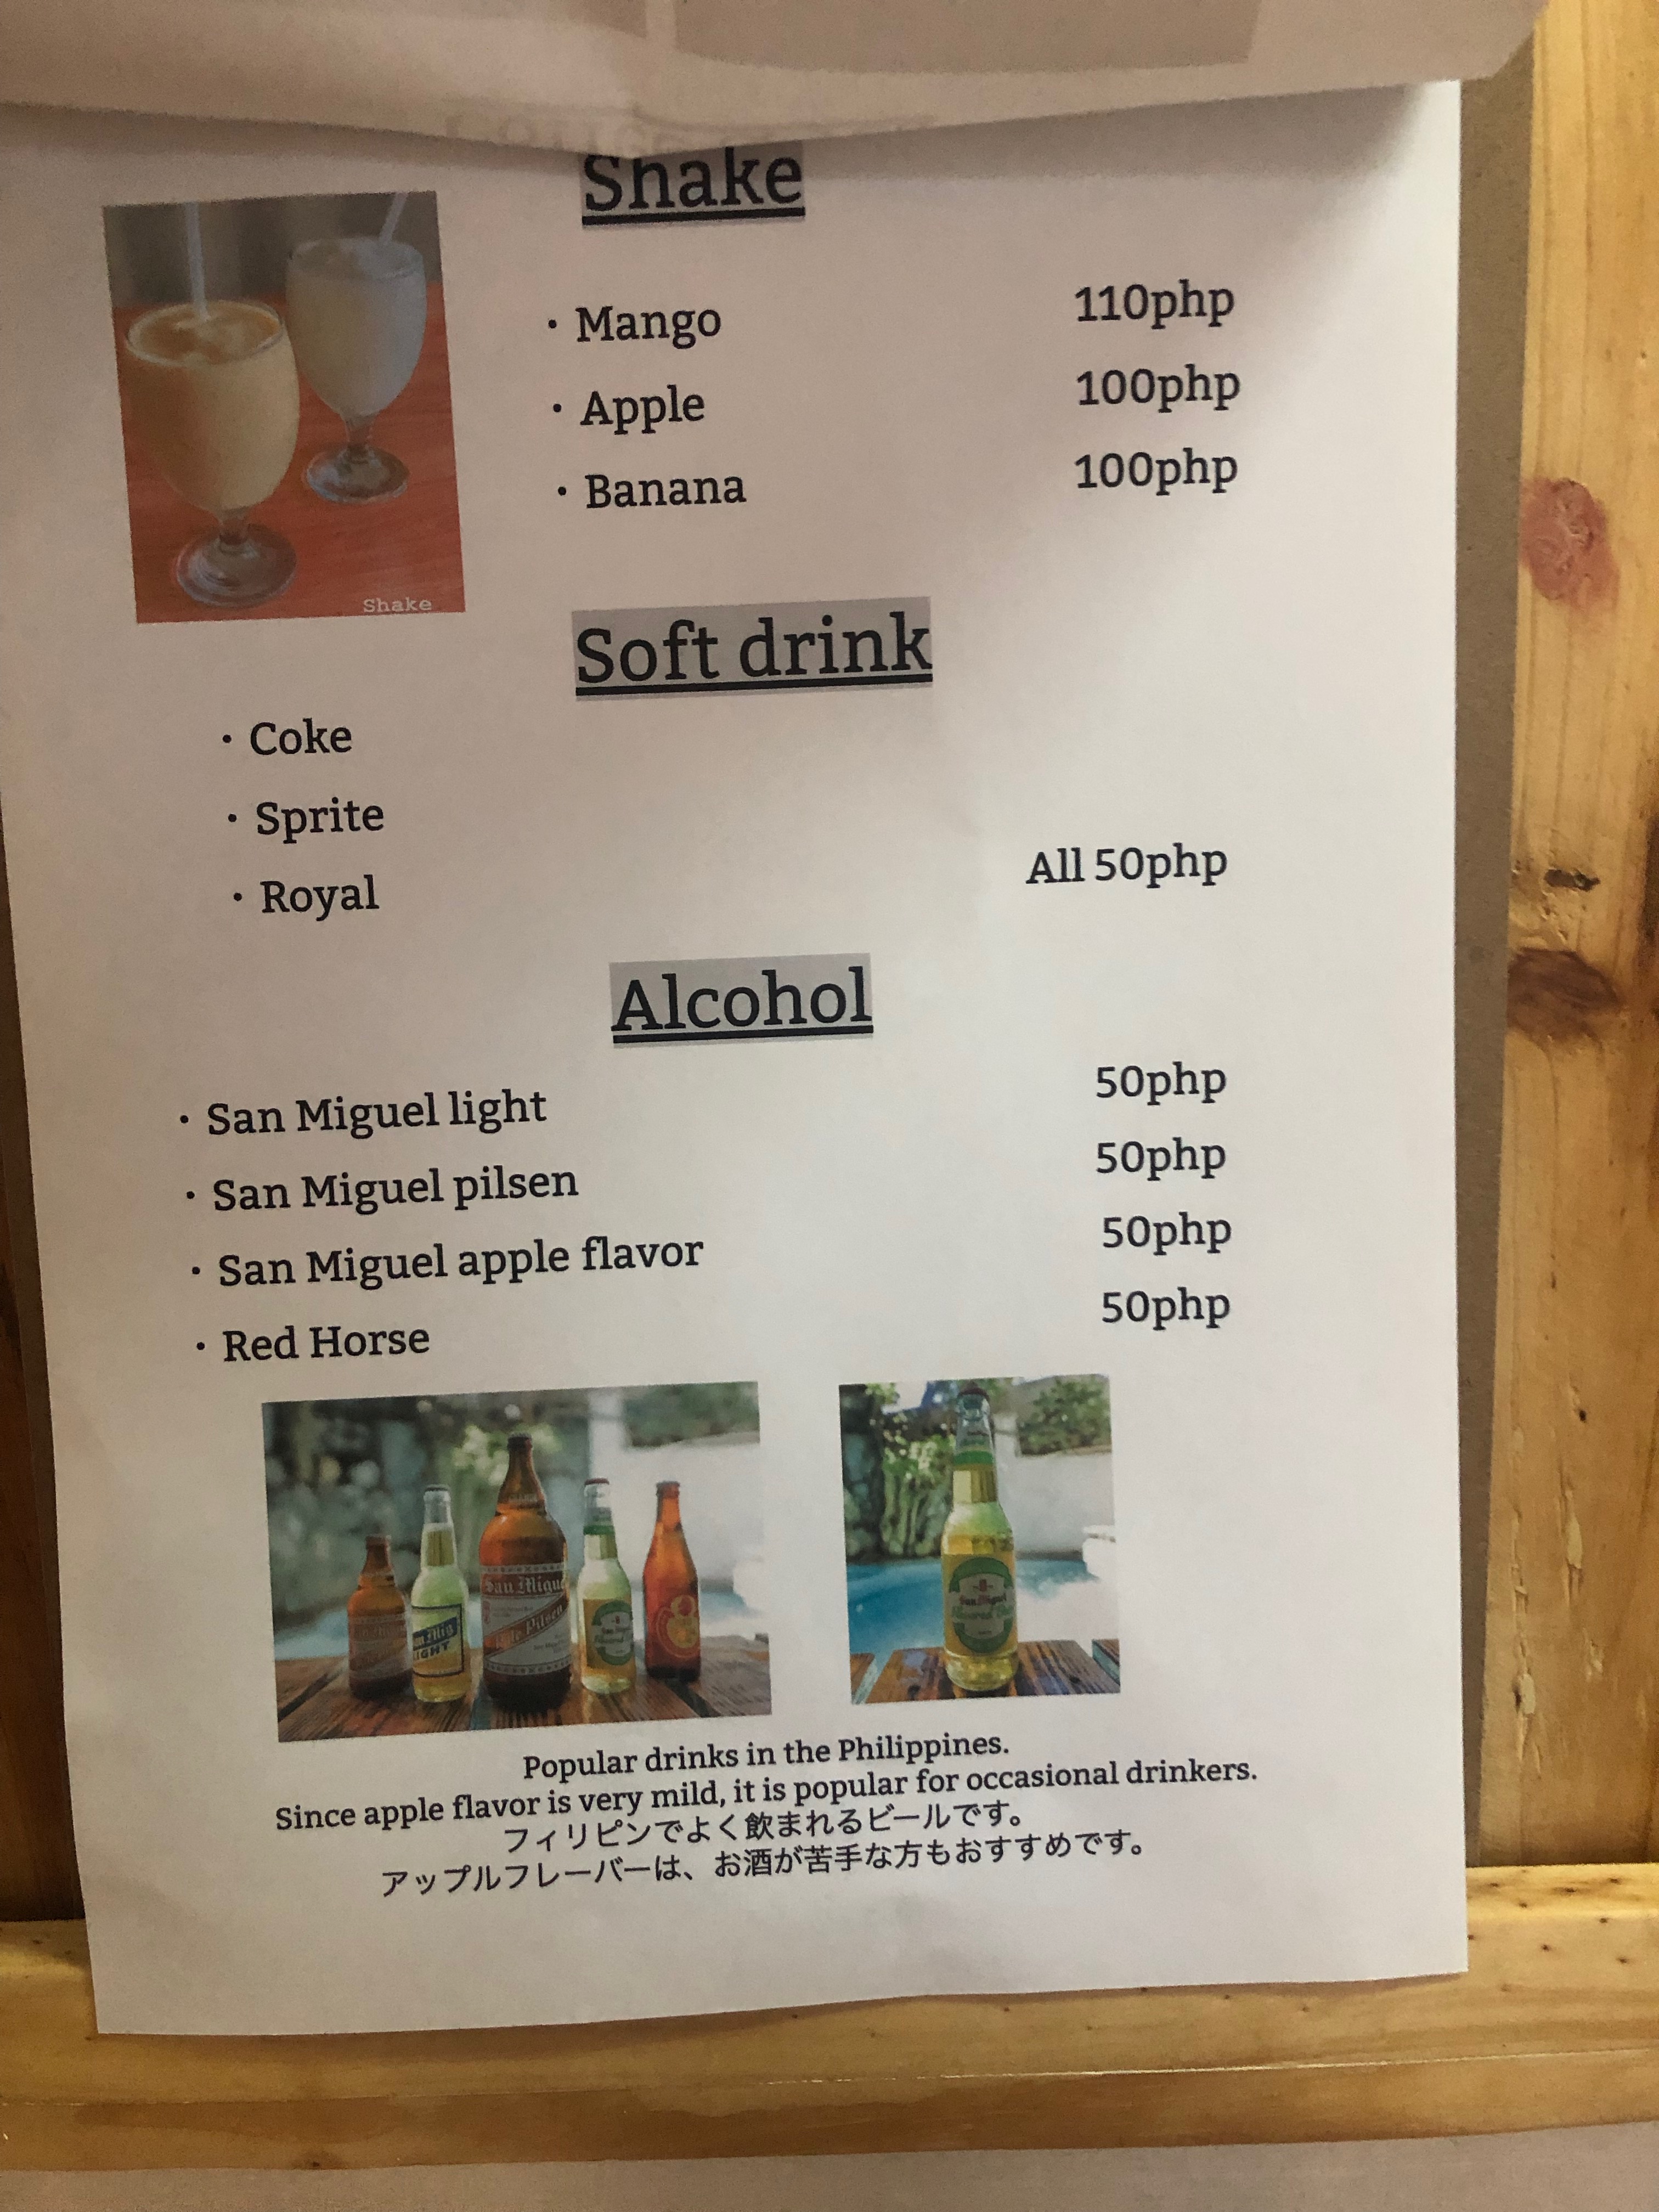 Shake
・Mango 110php
・Apple 100php
・Banana 100php
Shake
Soft drink
・Coke
・Sprite
・Royal
All 50php
Alcohol
・San Miguel light 50php
・San Miguel pilsen 50php
・San Miguel apple flavor 50php
・Red Horse 50php
San Migu
Pale Pilsen
LIGHT
San Miguel
Flavored
San Miguel
Flavored
Popular drinks in the Philippines.
Since apple flavor is very mild, it is popular for occasional drinkers.
フィリピンでよく飲まれるビールです。
アップルフレーバーは、お酒が苦手な方もおすすめです。